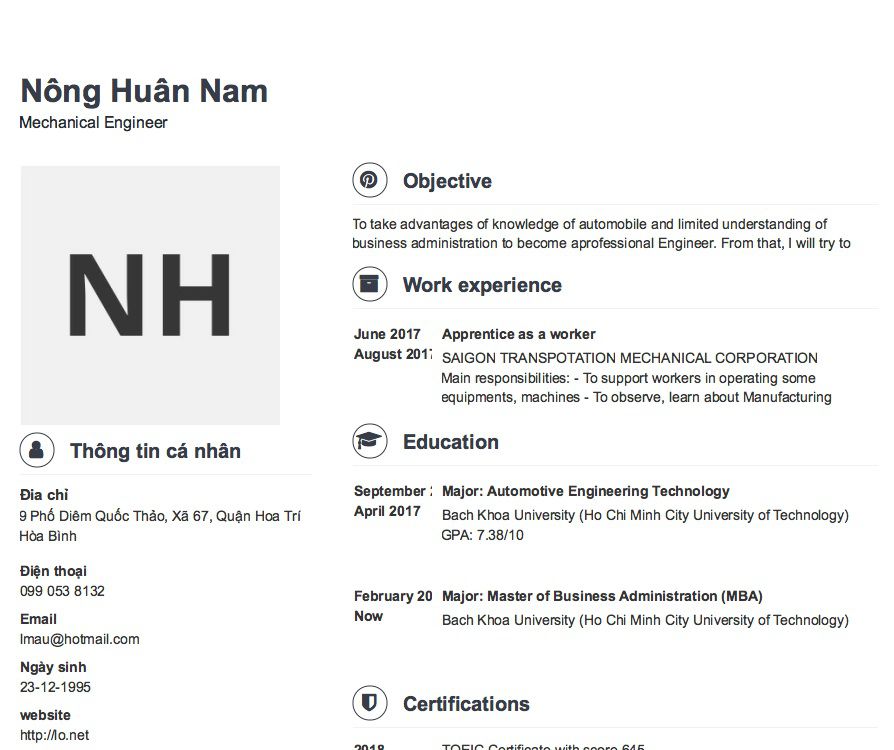 Nông Huân Nam
Mechanical Engineer
NH
Thông tin cá nhân
Đia chỉ
9 Phố Diêm Quốc Thảo, Xã 67, Quận Hoa Trí
Hòa Bình
Điện thoại
099 053 8132
Email
lmau@hotmail.com
Ngày sinh
23-12-1995
website
http://lo.net
Objective
To take advantages of knowledge of automobile and limited understanding of
business administration to become aprofessional Engineer. From that, I will try to
Work experience
June 2017
August 2017
Apprentice as a worker
SAIGON TRANSPOTATION MECHANICAL CORPORATION
Main responsibilities: - To support workers in operating some
equipments, machines - To observe, learn about Manufacturing
Education
September
April 2017
Major: Automotive Engineering Technology
Bach Khoa University (Ho Chi Minh City University of Technology)
GPA: 7.38/10
February 20
Now
Major: Master of Business Administration (MBA)
Bach Khoa University (Ho Chi Minh City University of Technology)
Certifications
2018
TOEIC Certificate with score 645